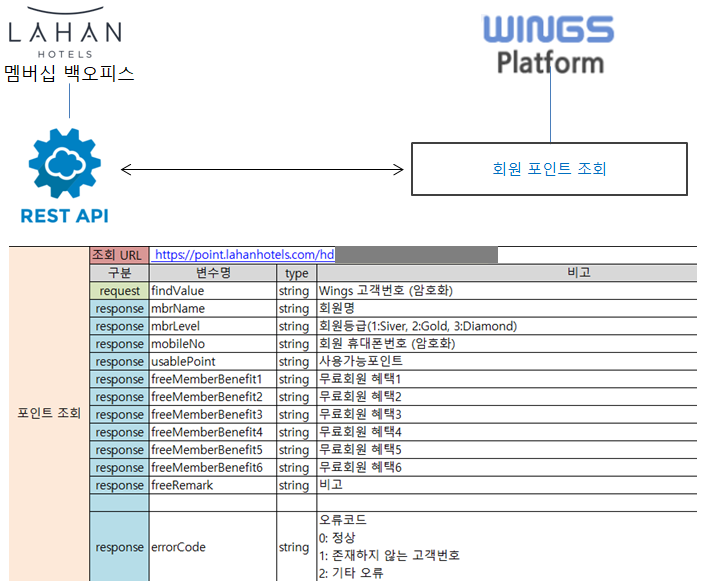 LAHAN
HOTELS
멤버십 백오피스
WINGS
Platform
회원 포인트 조회
REST API
포인트 조회
조회 URL https://point.lahanhotels.com/hd
구분 변수명 type 비고
request findValue string Wings 고객번호 (암호화)
response mbrName string 회원명
response mbrLevel string 회원등급(1:Siver, 2:Gold, 3:Diamond)
response mobileNo string 회원 휴대폰번호 (암호화)
response usablePoint string 사용가능포인트
response freeMemberBenefit1 string 무료회원 혜택1
response freeMemberBenefit2 string 무료회원 혜택2
response freeMemberBenefit3 string 무료회원 혜택3
response freeMemberBenefit4 string 무료회원 혜택4
response freeMemberBenefit5 string 무료회원 혜택5
response freeMemberBenefit6 string 무료회원 혜택6
response freeRemark string 비고
response errorCode string 오류코드
0: 정상
1: 존재하지 않는 고객번호
2: 기타 오류